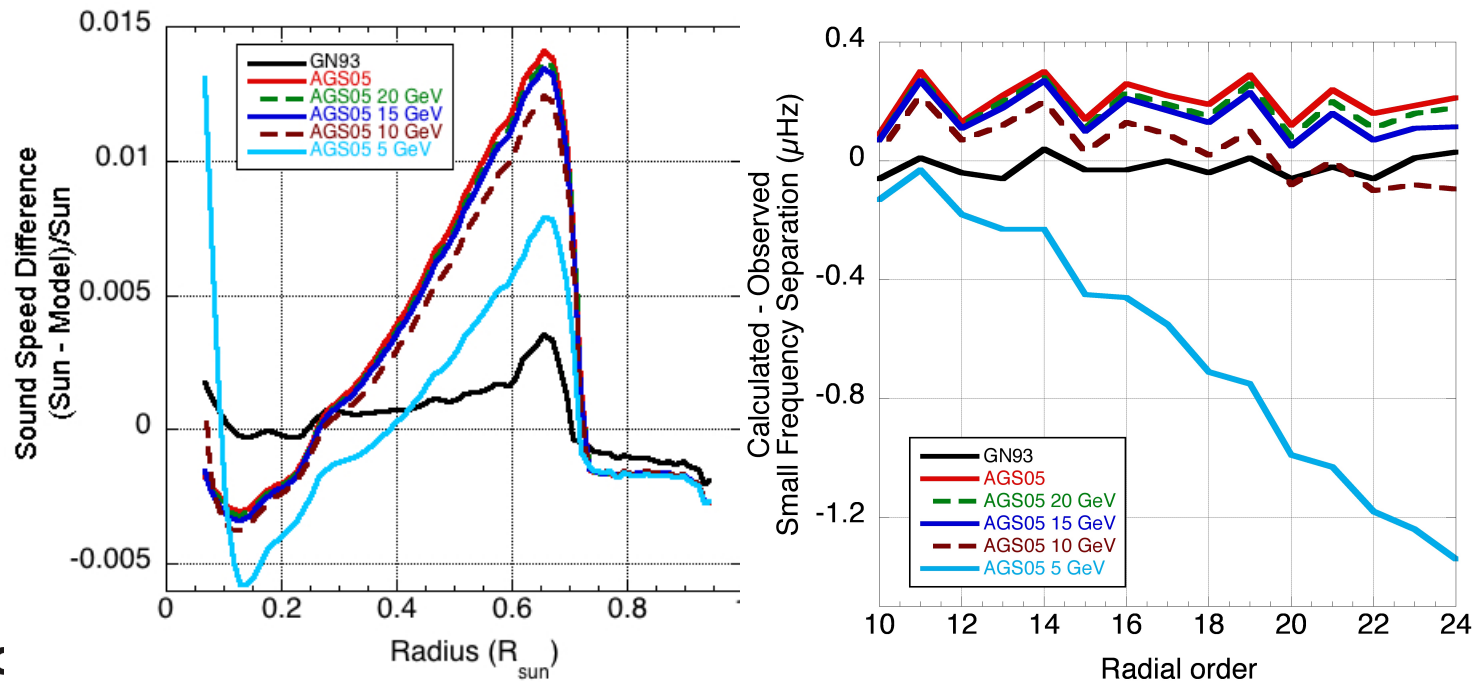 0.015
0.01
0.005
0
-0.005
Sound Speed Difference
(Sun - Model)/Sun
GN93
AGS05
AGS05 20 GeV
AGS05 15 GeV
AGS05 10 GeV
AGS05 5 GeV
0 0.2 0.4 0.6 0.8
Radius (Rsun)
0.4
0
-0.4
-0.8
-1.2
Calculated - Observed
Small Frequency Separation (μHz)
GN93
AGS05
AGS05 20 GeV
AGS05 15 GeV
AGS05 10 GeV
AGS05 5 GeV
10 12 14 16 18 20 22 24
Radial order